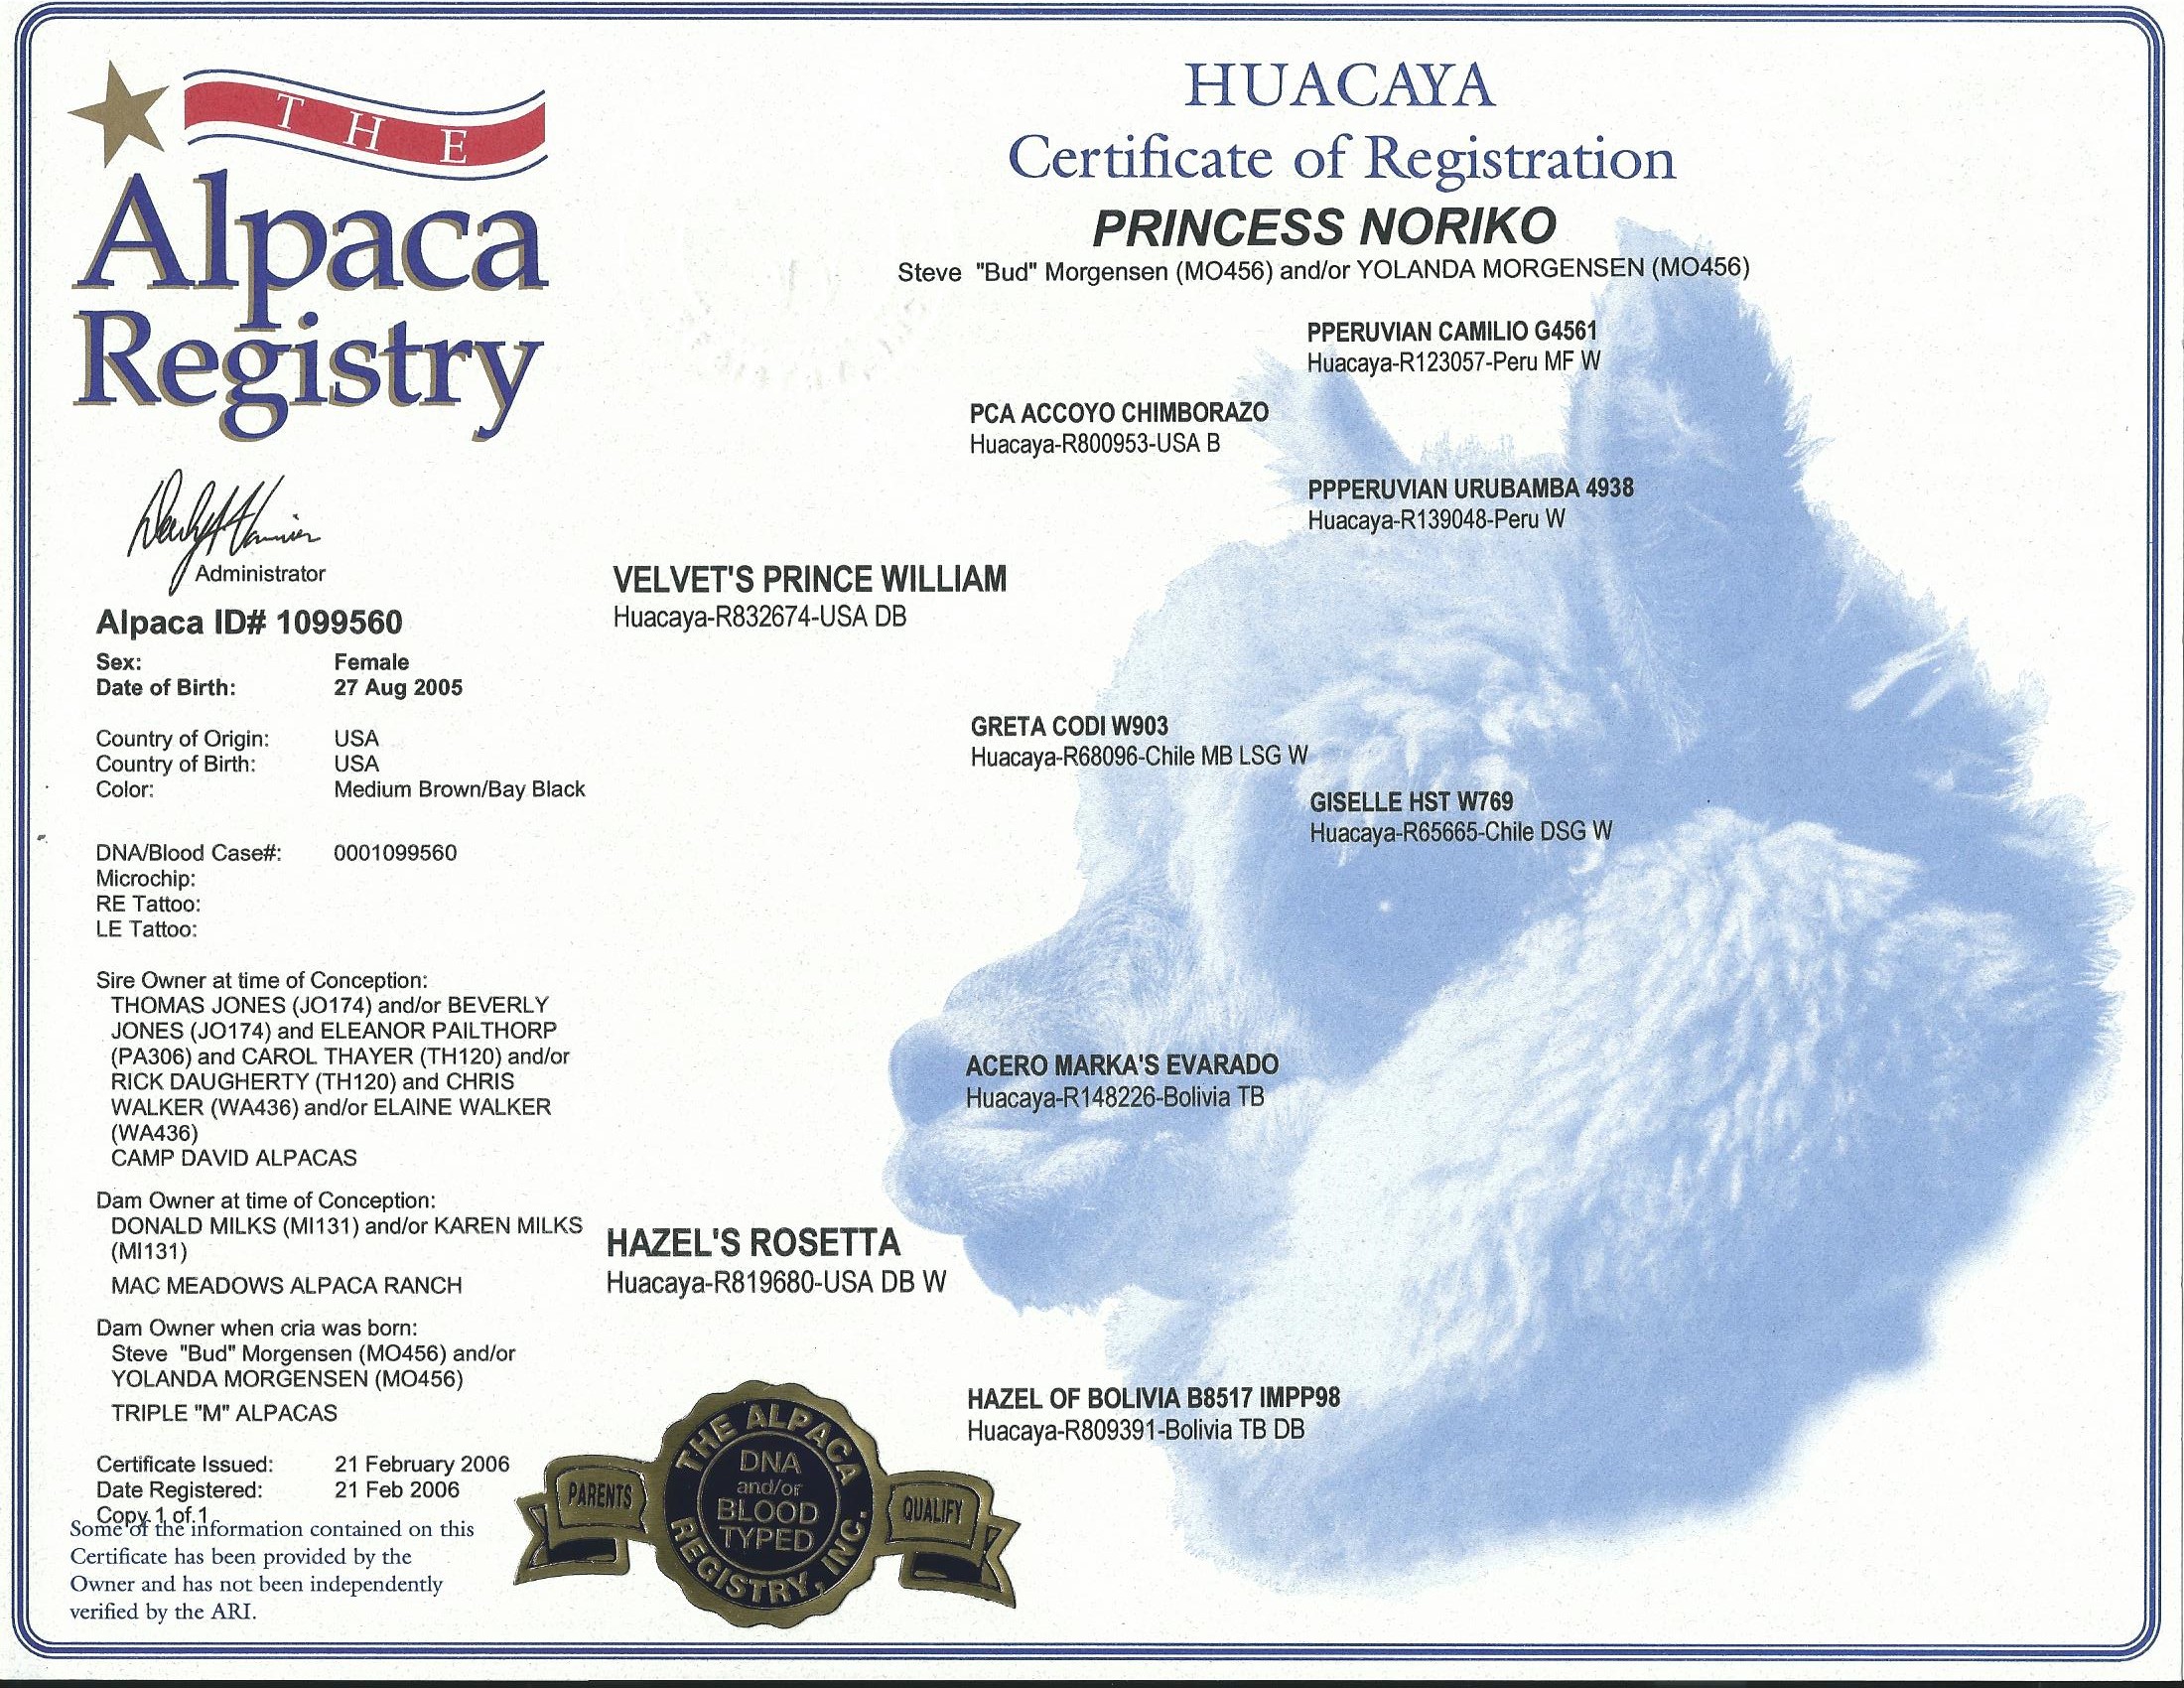 THE
Alpaca
Registry
HUACAYA
Certificate of Registration
PRINCESS NORIKO
Steve "Bud" Morgensen (MO456) and/or YOLANDA MORGENSEN (MO456)
PPERUVIAN CAMILIO G4561
Huacaya-R123057-Peru MF W
PCA ACCOYO CHIMBORAZO
Huacaya-R800953-USA B
PPPERUVIAN URUBAMBA 4938
Huacaya-R139048-Peru W
VELVET'S PRINCE WILLIAM
Huacaya-R832674-USA DB
GRETA CODI W903
Huacaya-R68096-Chile MB LSG W
GISELLE HST W769
Huacaya-R65665-Chile DSG W
ACERO MARKA'S EVARADO
Huacaya-R148226-Bolivia TB
HAZEL'S ROSETTA
Huacaya-R819680-USA DB W
HAZEL OF BOLIVIA B8517 IMPP98
Huacaya-R809391-Bolivia TB DB
Administrator
Alpaca ID# 1099560
Sex: Female
Date of Birth: 27 Aug 2005
Country of Origin: USA
Country of Birth: USA
Color: Medium Brown/Bay Black
DNA/Blood Case#: 0001099560
Microchip:
RE Tattoo:
LE Tattoo:
Sire Owner at time of Conception:
THOMAS JONES (JO174) and/or BEVERLY
JONES (JO174) and ELEANOR PAILTHORP
(PA306) and CAROL THAYER (TH120) and/or
RICK DAUGHERTY (TH120) and CHRIS
WALKER (WA436) and/or ELAINE WALKER
(WA436)
CAMP DAVID ALPACAS
Dam Owner at time of Conception:
DONALD MILKS (MI131) and/or KAREN MILKS
(MI131)
MAC MEADOWS ALPACA RANCH
Dam Owner when cria was born:
Steve "Bud" Morgensen (MO456) and/or
YOLANDA MORGENSEN (MO456)
TRIPLE "M" ALPACAS
Certificate Issued: 21 February 2006
Date Registered: 21 Feb 2006
Copy 1 of 1
Some of the information contained on this
Certificate has been provided by the
Owner and has not been independently
verified by the ARI.
THE ALPACA
REGISTRY, INC.
DNA
and/or
BLOOD
TYPED
PARENTS
QUALIFY